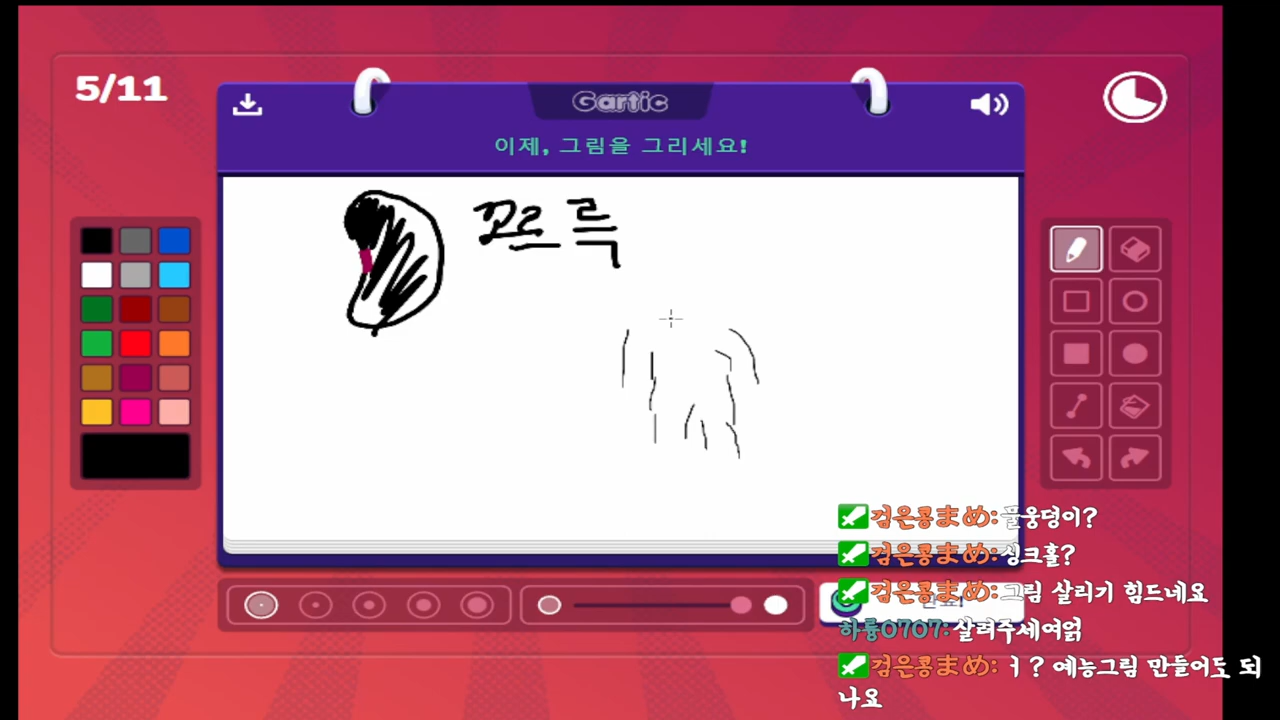 5/11
Gartic
이제, 그림을 그리세요!
꼬르륵
검은콩まめ: 물웅덩이?
검은콩まめ: 싱크홀?
검은콩まめ: 그림 살리기 힘드네요
하륭0707: 살려주세여얽
검은콩まめ: ㅓ? 예능그림 만들어도 되
나요